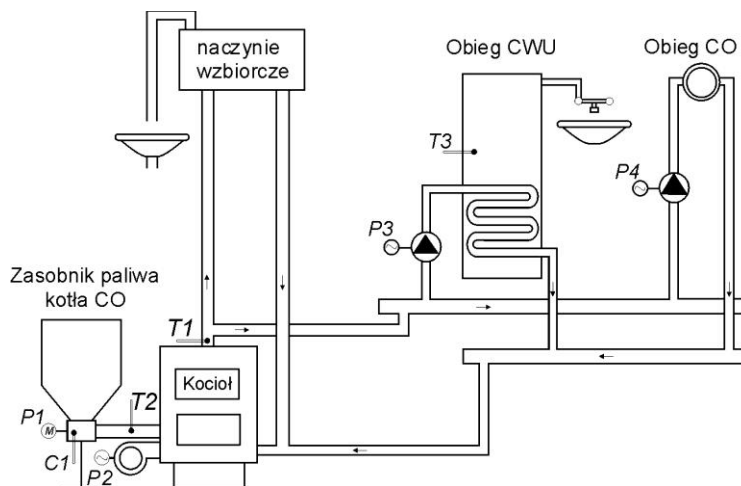 naczynie
wzbiorcze
Obieg CWU
Obieg CO
T3
P4
P3
Zasobnik paliwa
kotła CO
T1
Kocioł
T2
P1
M
C1
P2